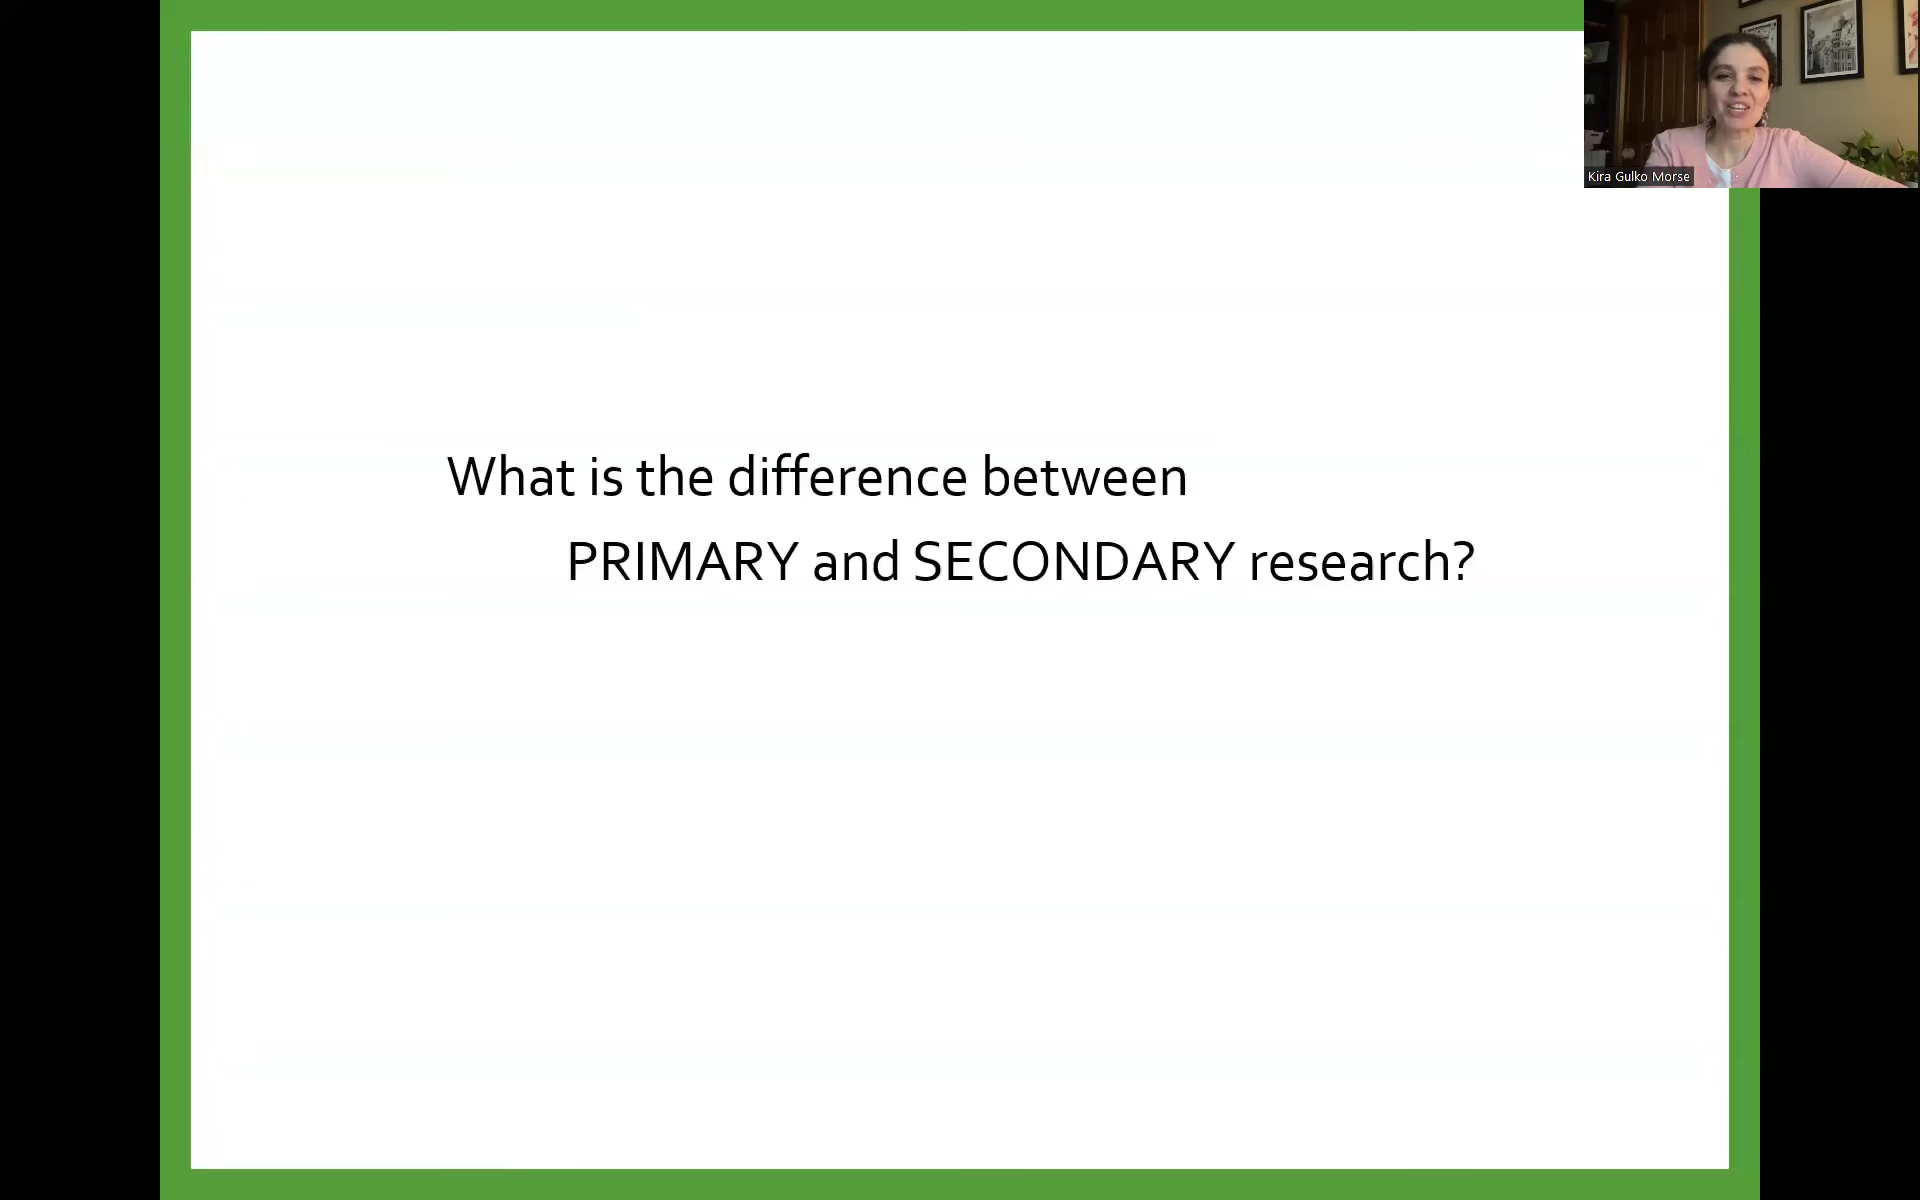 What is the difference between
PRIMARY and SECONDARY research?
Kira Gulko Morse